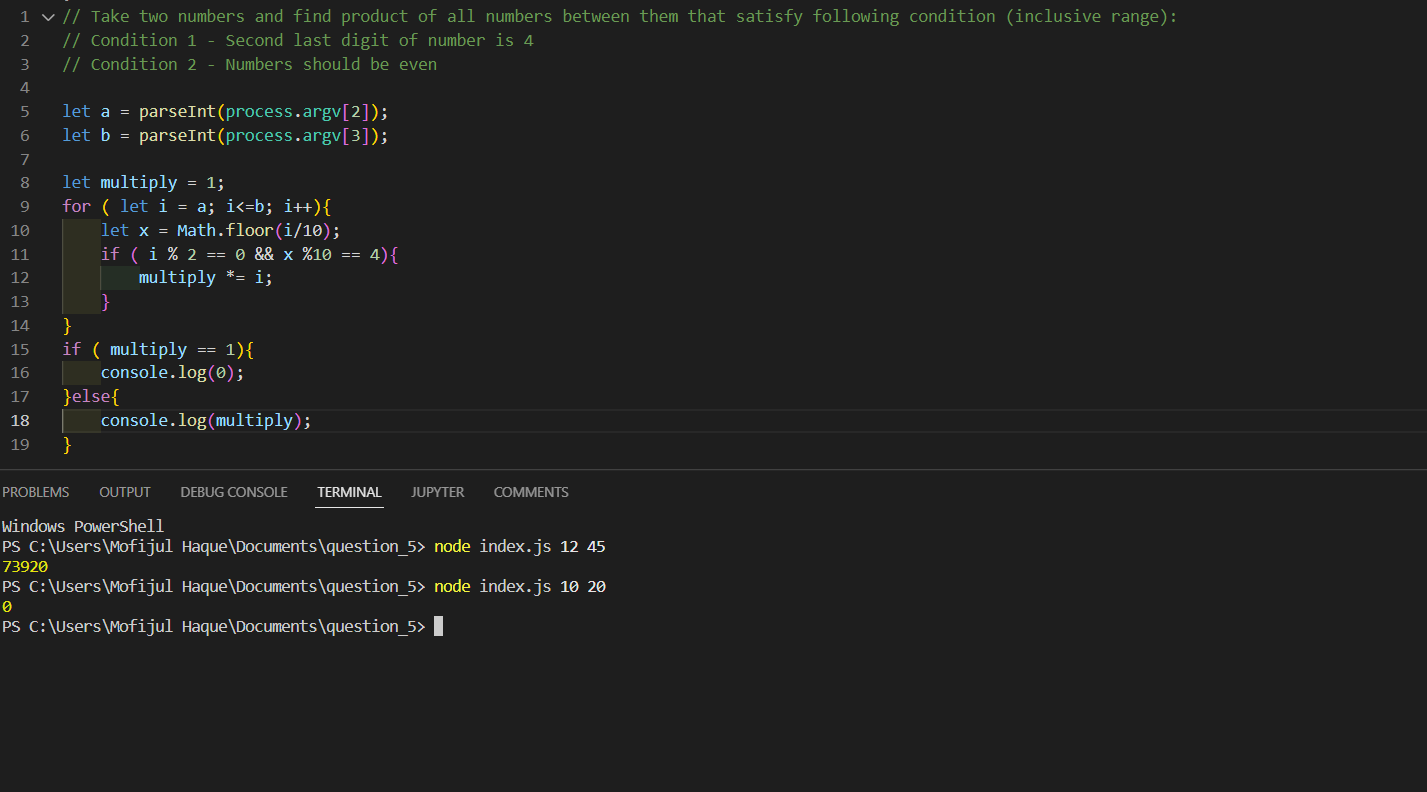 1 // Take two numbers and find product of all numbers between them that satisfy following condition (inclusive range):
2 // Condition 1 - Second last digit of number is 4
3 // Condition 2 - Numbers should be even
4
5 let a = parseInt(process.argv[2]);
6 let b = parseInt(process.argv[3]);
7
8 let multiply = 1;
9 for ( let i = a; i<=b; i++){
10     let x = Math.floor(i/10);
11     if ( i % 2 == 0 && x %10 == 4){
12         multiply *= i;
13     }
14 }
15 if ( multiply == 1){
16     console.log(0);
17 }else{
18     console.log(multiply);
19 }
PROBLEMS OUTPUT DEBUG CONSOLE TERMINAL JUPYTER COMMENTS
Windows PowerShell
PS C:\Users\Mofijul Haque\Documents\question_5> node index.js 12 45
73920
PS C:\Users\Mofijul Haque\Documents\question_5> node index.js 10 20
0
PS C:\Users\Mofijul Haque\Documents\question_5>